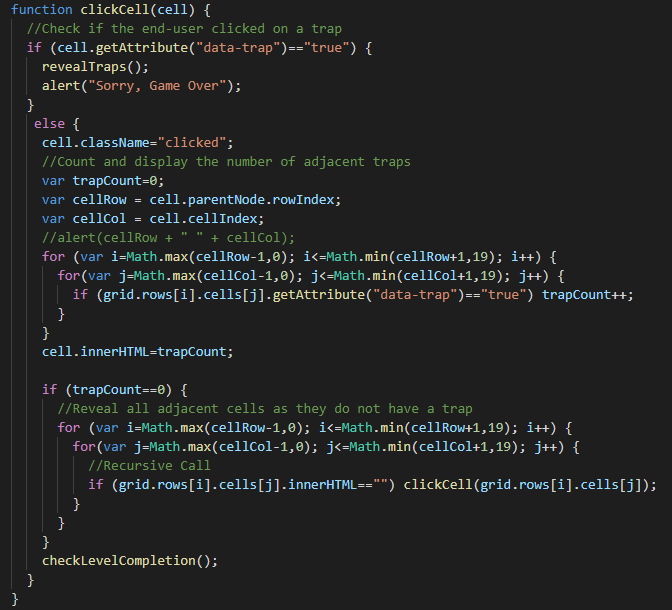 function clickCell(cell) {
//Check if the end-user clicked on a trap
if (cell.getAttribute("data-trap")=="true") {
revealTraps();
alert("Sorry, Game Over");
}
else {
cell.className="clicked";
//Count and display the number of adjacent traps
var trapCount=0;
var cellRow = cell.parentNode.rowIndex;
var cellCol = cell.cellIndex;
//alert(cellRow + " " + cellCol);
for (var i=Math.max(cellRow-1,0); i<=Math.min(cellRow+1,19); i++) {
for(var j=Math.max(cellCol-1,0); j<=Math.min(cellCol+1,19); j++) {
if (grid.rows[i].cells[j].getAttribute("data-trap")=="true") trapCount++;
}
}
cell.innerHTML=trapCount;

if (trapCount==0) {
//Reveal all adjacent cells as they do not have a trap
for (var i=Math.max(cellRow-1,0); i<=Math.min(cellRow+1,19); i++) {
for(var j=Math.max(cellCol-1,0); j<=Math.min(cellCol+1,19); j++) {
//Recursive Call
if (grid.rows[i].cells[j].innerHTML=="") clickCell(grid.rows[i].cells[j]);
}
}
}
checkLevelCompletion();
}
}